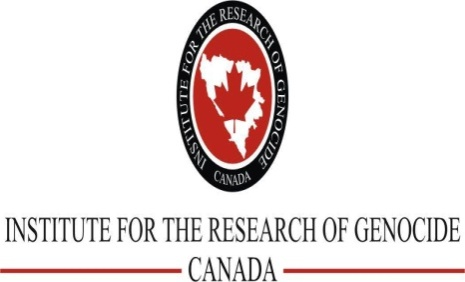 INSTITUTE FOR THE RESEARCH OF GENOCIDE
CANADA
INSTITUTE FOR THE RESEARCH OF GENOCIDE
CANADA